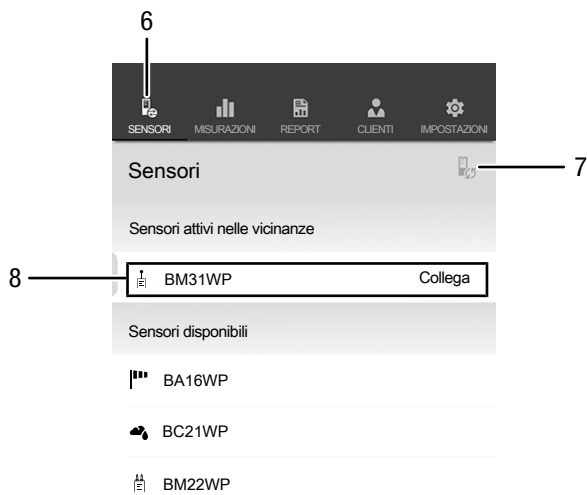 6
SENSORI MISURAZIONI REPORT CLIENTI IMPOSTAZIONI
Sensori
7
Sensori attivi nelle vicinanze
8
BM31WP Collega
Sensori disponibili
BA16WP
BC21WP
BM22WP